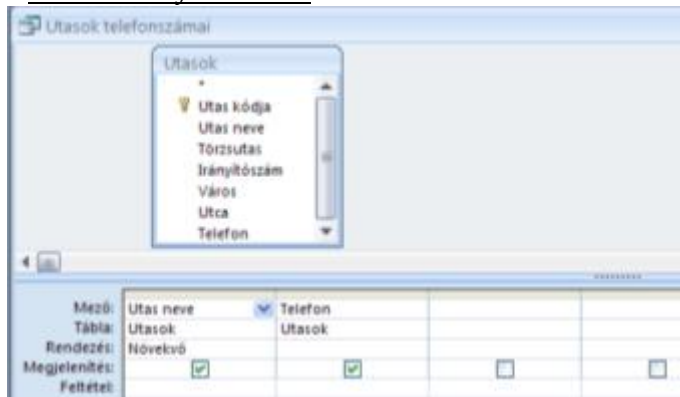 Utasok telefonszámai
Utasok
*
Utas kódja
Utas neve
Törzsutas
Irányítószám
Város
Utca
Telefon
Mező: Utas neve Telefon
Tábla: Utasok Utasok
Rendezés: Növekvő
Megjelenítés:
Feltétel: